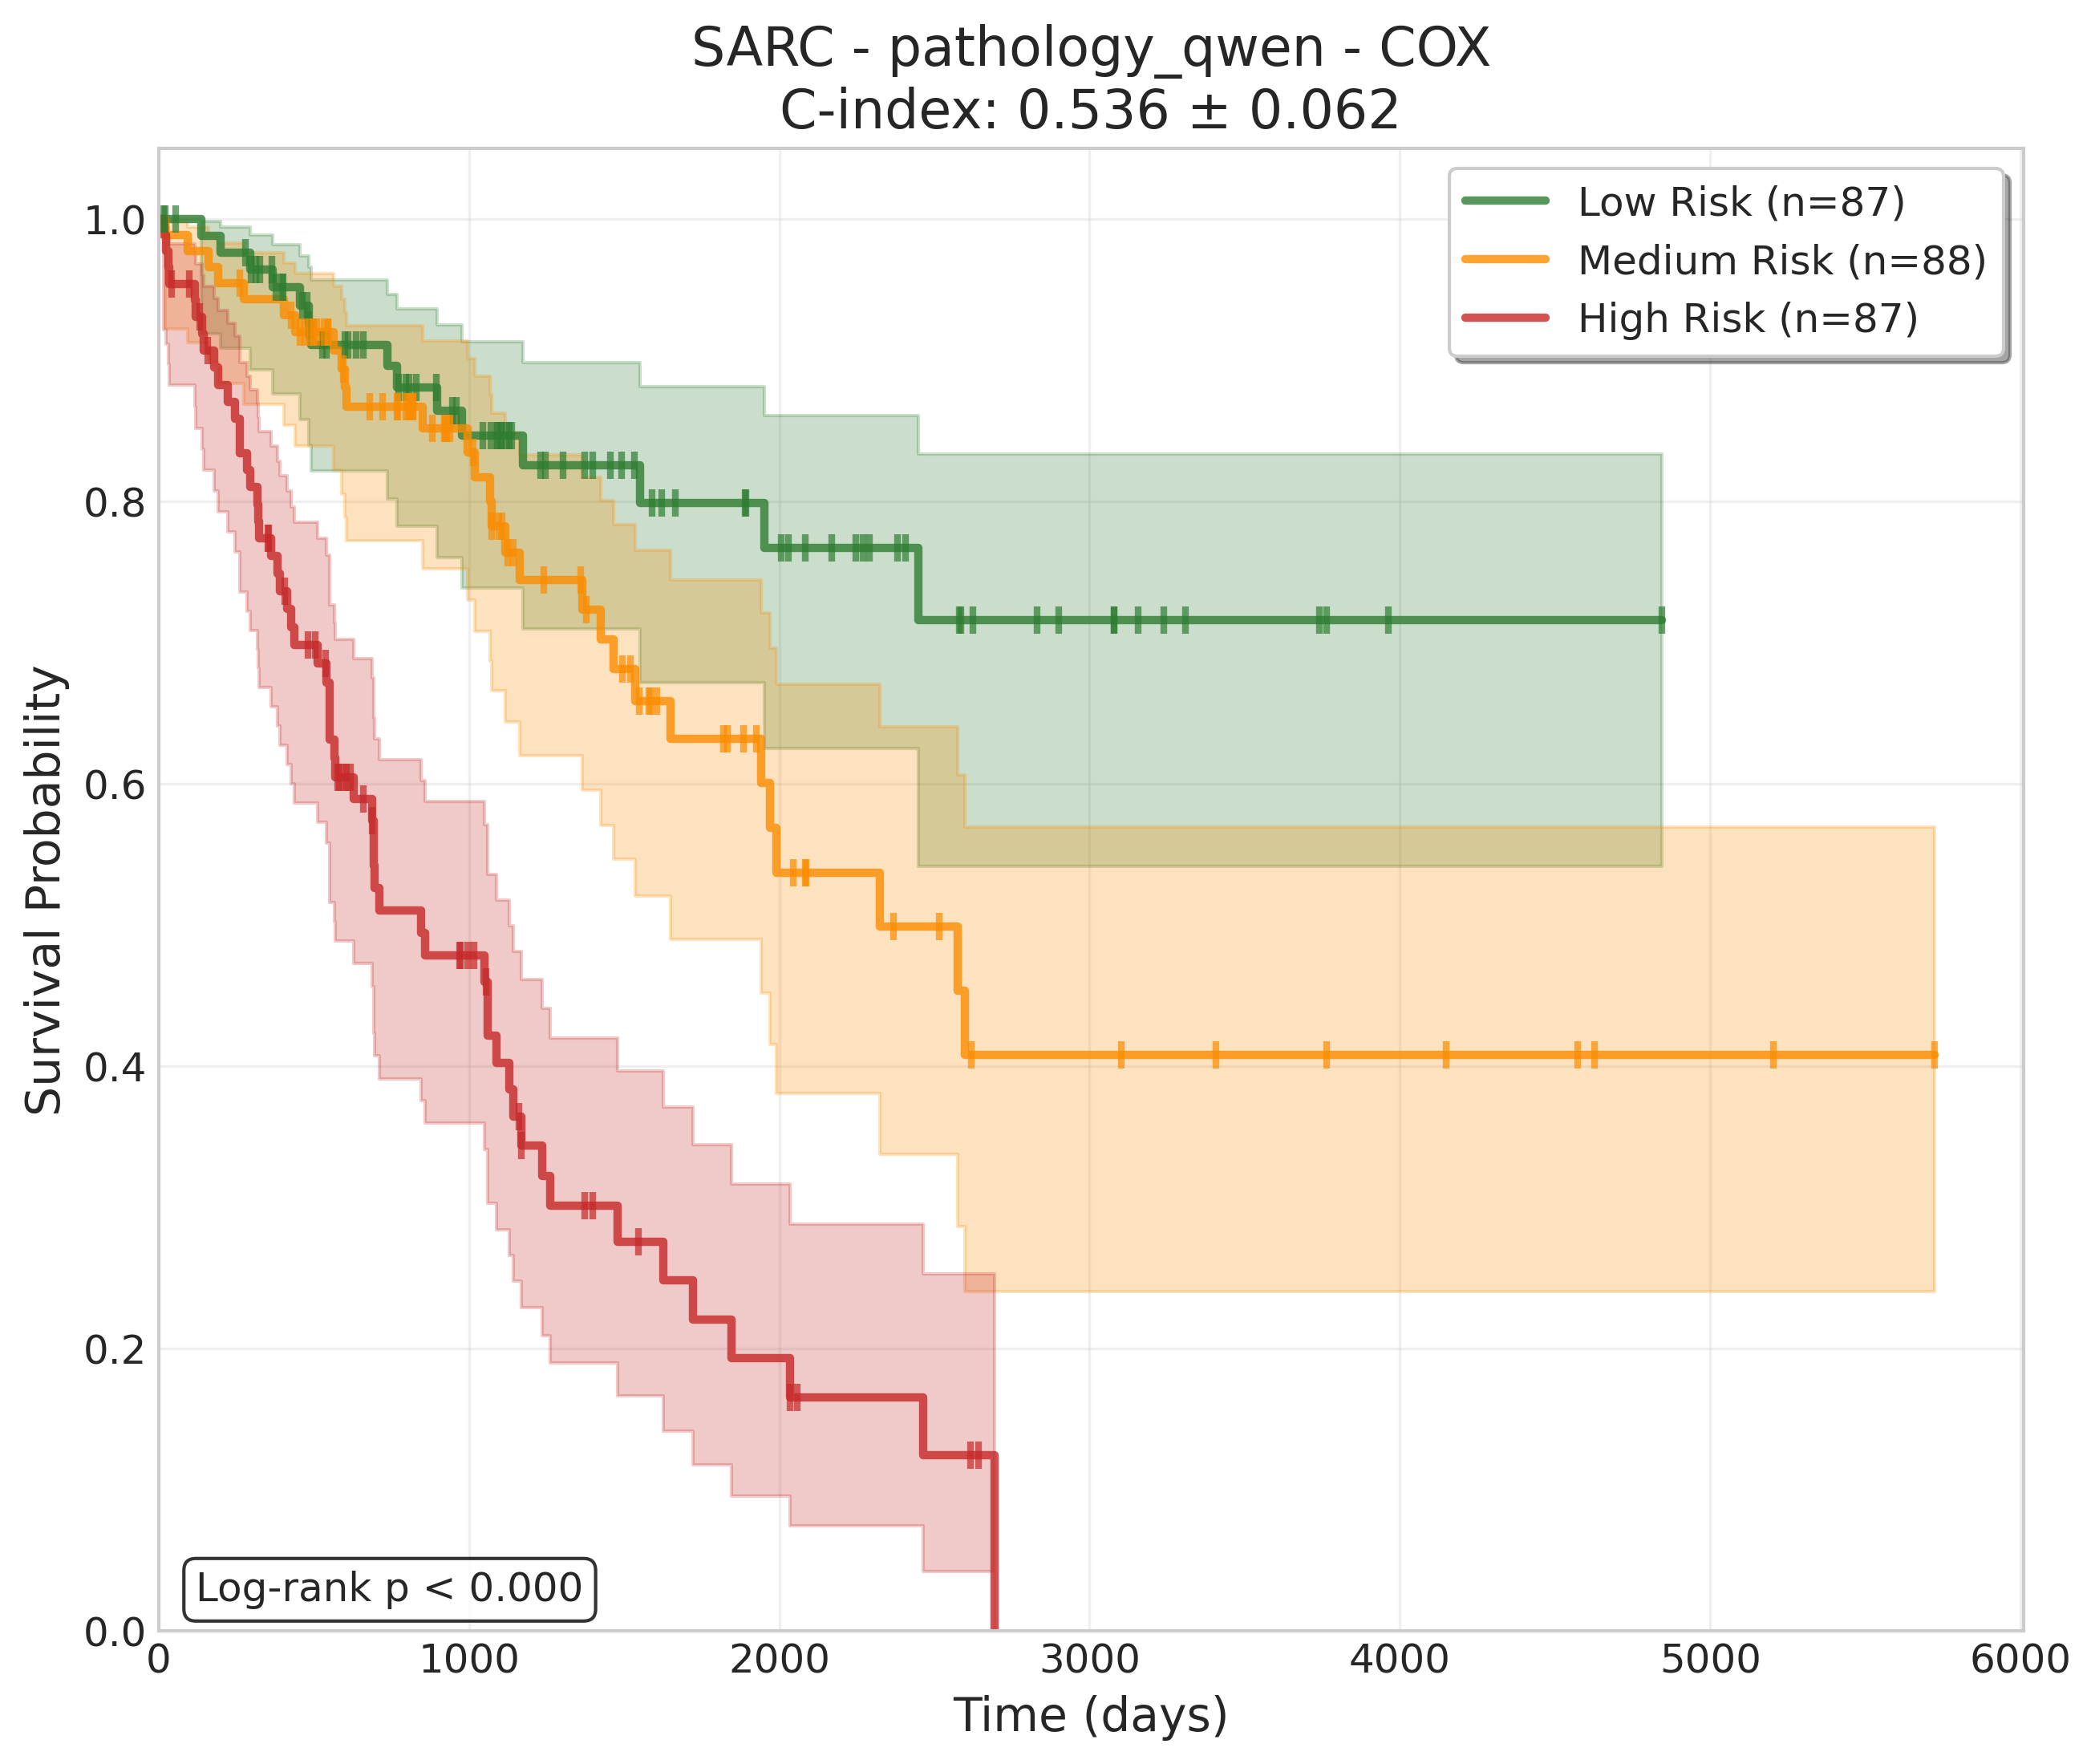 SARC - pathology_qwen - COX
C-index: 0.536 ± 0.062
Low Risk (n=87)
Medium Risk (n=88)
High Risk (n=87)
Survival Probability
1.0
0.8
0.6
0.4
0.2
0.0
Log-rank p < 0.000
0 1000 2000 3000 4000 5000 6000
Time (days)